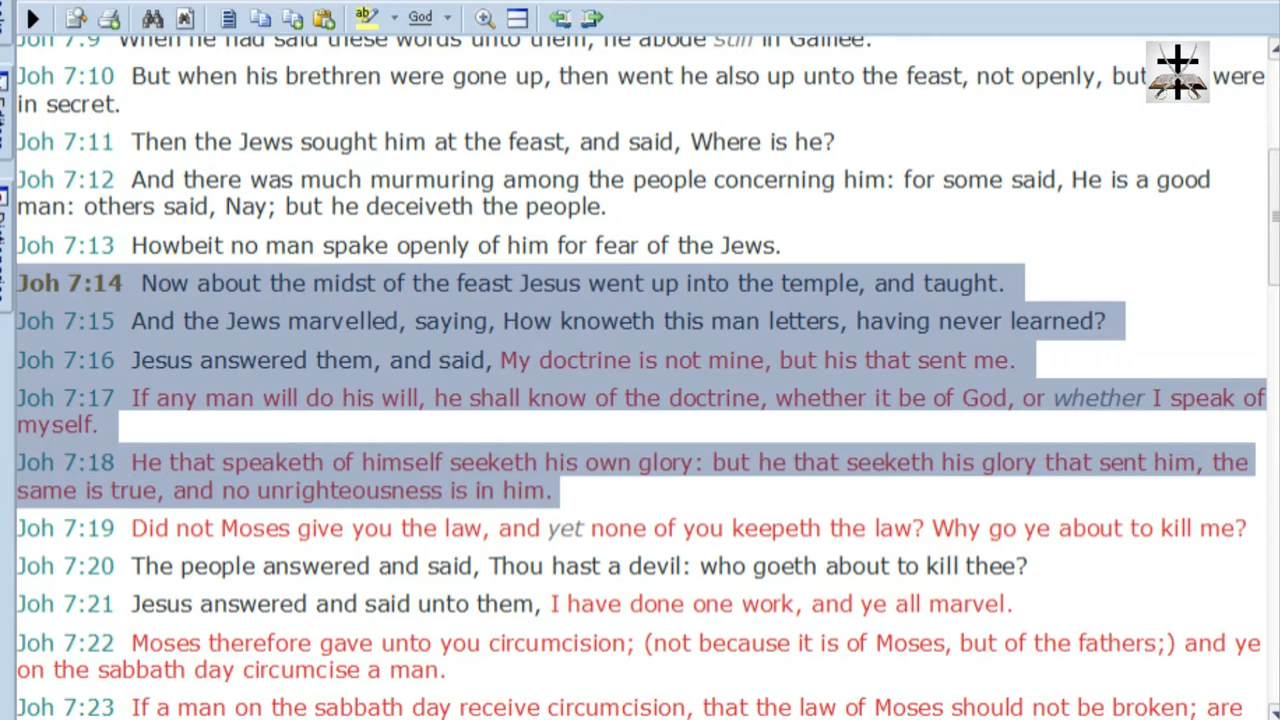 God
Joh 7:9 When he had said these words unto them, he abode still in Galilee.
Joh 7:10 But when his brethren were gone up, then went he also up unto the feast, not openly, but were
in secret.
Joh 7:11 Then the Jews sought him at the feast, and said, Where is he?
Joh 7:12 And there was much murmuring among the people concerning him: for some said, He is a good
man: others said, Nay; but he deceiveth the people.
Joh 7:13 Howbeit no man spake openly of him for fear of the Jews.
Joh 7:14 Now about the midst of the feast Jesus went up into the temple, and taught.
Joh 7:15 And the Jews marvelled, saying, How knoweth this man letters, having never learned?
Joh 7:16 Jesus answered them, and said, My doctrine is not mine, but his that sent me.
Joh 7:17 If any man will do his will, he shall know of the doctrine, whether it be of God, or whether I speak of
myself.
Joh 7:18 He that speaketh of himself seeketh his own glory: but he that seeketh his glory that sent him, the
same is true, and no unrighteousness is in him.
Joh 7:19 Did not Moses give you the law, and yet none of you keepeth the law? Why go ye about to kill me?
Joh 7:20 The people answered and said, Thou hast a devil: who goeth about to kill thee?
Joh 7:21 Jesus answered and said unto them, I have done one work, and ye all marvel.
Joh 7:22 Moses therefore gave unto you circumcision; (not because it is of Moses, but of the fathers;) and ye
on the sabbath day circumcise a man.
Joh 7:23 If a man on the sabbath day receive circumcision, that the law of Moses should not be broken; are